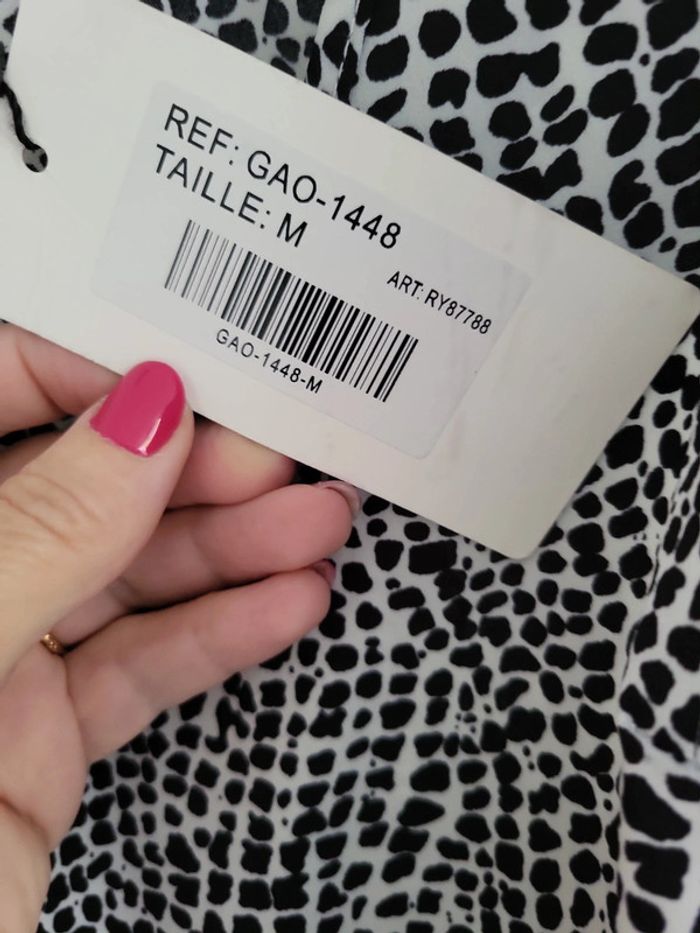 REF: GAO-1448
TAILLE: M
ART: RY87788
GAO-1448-M